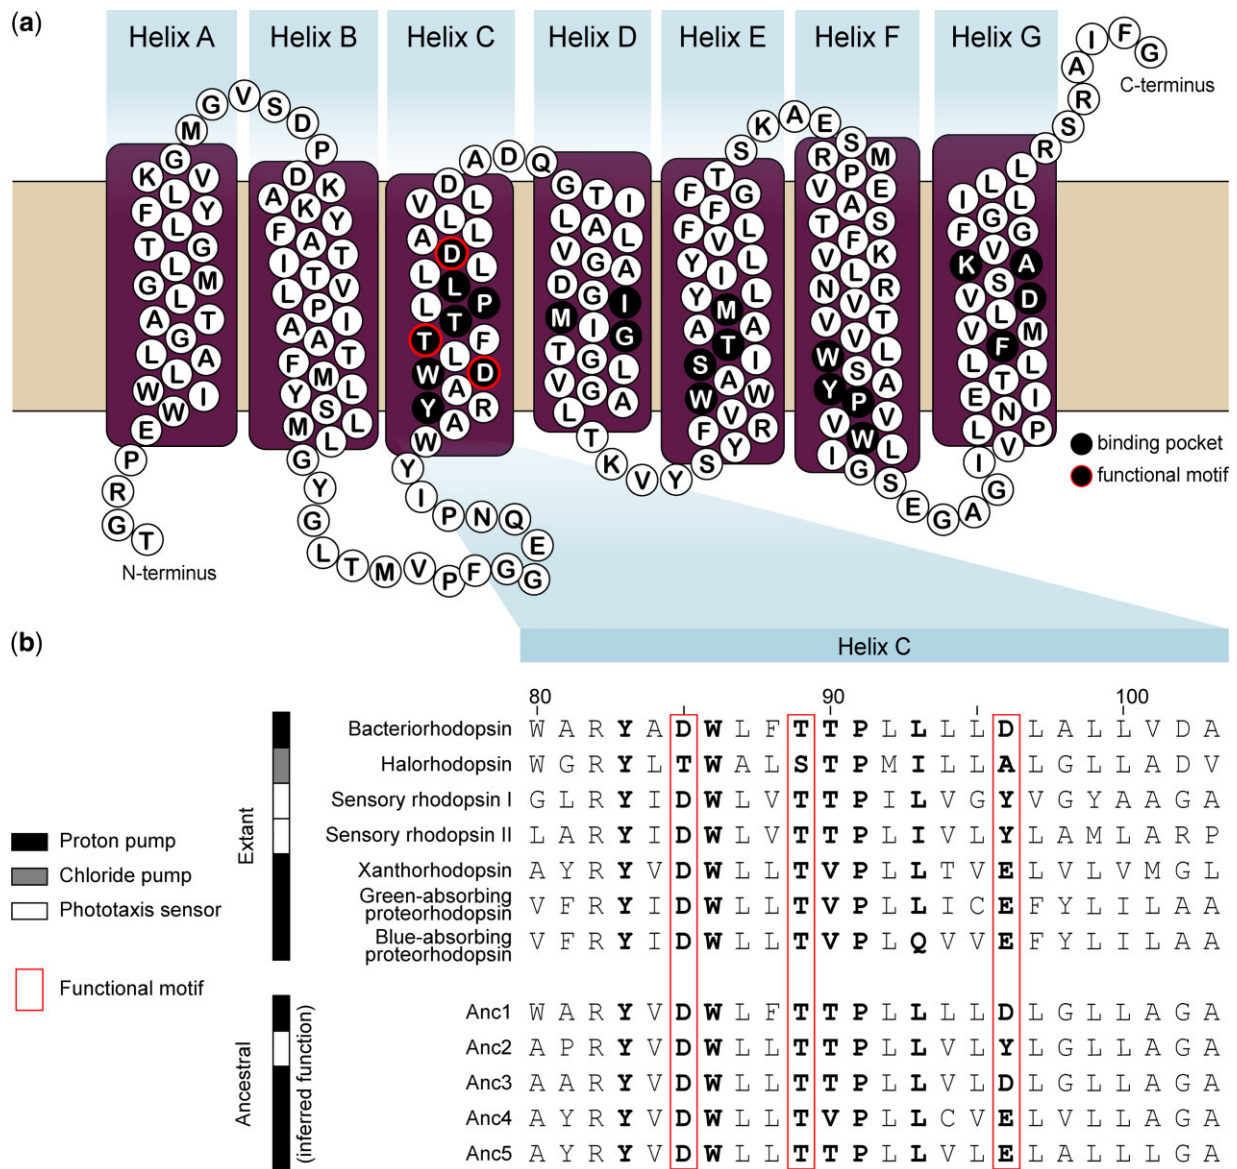 (a)
Helix A
Helix B
Helix C
Helix D
Helix E
Helix F
Helix G
C-terminus
N-terminus
T G R P E W I W L A L G T A L M G L G T L Y F L V K G M G V S D P
D A K K F Y A I T T L V P A I A F T M Y L S M L L G Y G L T M V P F G G E Q N P I Y
W A R Y A D W L F T T P L L L L D L A L L V D A D Q
G T I L A L V G A D G I M I G T G L V G A L T K V Y S
Y R F V W W A I S T A A M L Y I L Y V L F F G F T S K A E
S M R P E V A S T F K V L R N V T V V L W S A Y P V V W L I G S E G A G
I V P L N I E T L L F M V L D V S A K V G F G L I L L R S R A I F G
binding pocket
functional motif
(b)
Helix C
80 90 100
Bacteriorhodopsin W A R Y A D W L F T T P L L L L D L A L L V D A
Halorhodopsin W G R Y L T W A L S T P M I L L A L G L L A D V
Sensory rhodopsin I G L R Y I D W L V T T P I L V G Y V G Y A A G A
Sensory rhodopsin II L A R Y I D W L V T T P L I V L Y L A M L A R P
Xanthorhodopsin A Y R Y V D W L L T V P L L T V E L V L V M G L
Green-absorbing
proteorhodopsin V F R Y I D W L L T V P L L I C E F Y L I L A A
Blue-absorbing
proteorhodopsin V F R Y I D W L L T V P L Q V V E F Y L I L A A
Anc1 W A R Y V D W L F T T P L L L L D L G L L A G A
Anc2 A P R Y V D W L L T T P L L V L Y L G L L A G A
Anc3 A A R Y V D W L L T T P L L V L D L G L L A G A
Anc4 A Y R Y V D W L L T V P L L C V E L V L L A G A
Anc5 A Y R Y V D W L L T T P L L V L E L A L L L G A
Extant
Ancestral
(inferred function)
Proton pump
Chloride pump
Phototaxis sensor
Functional motif